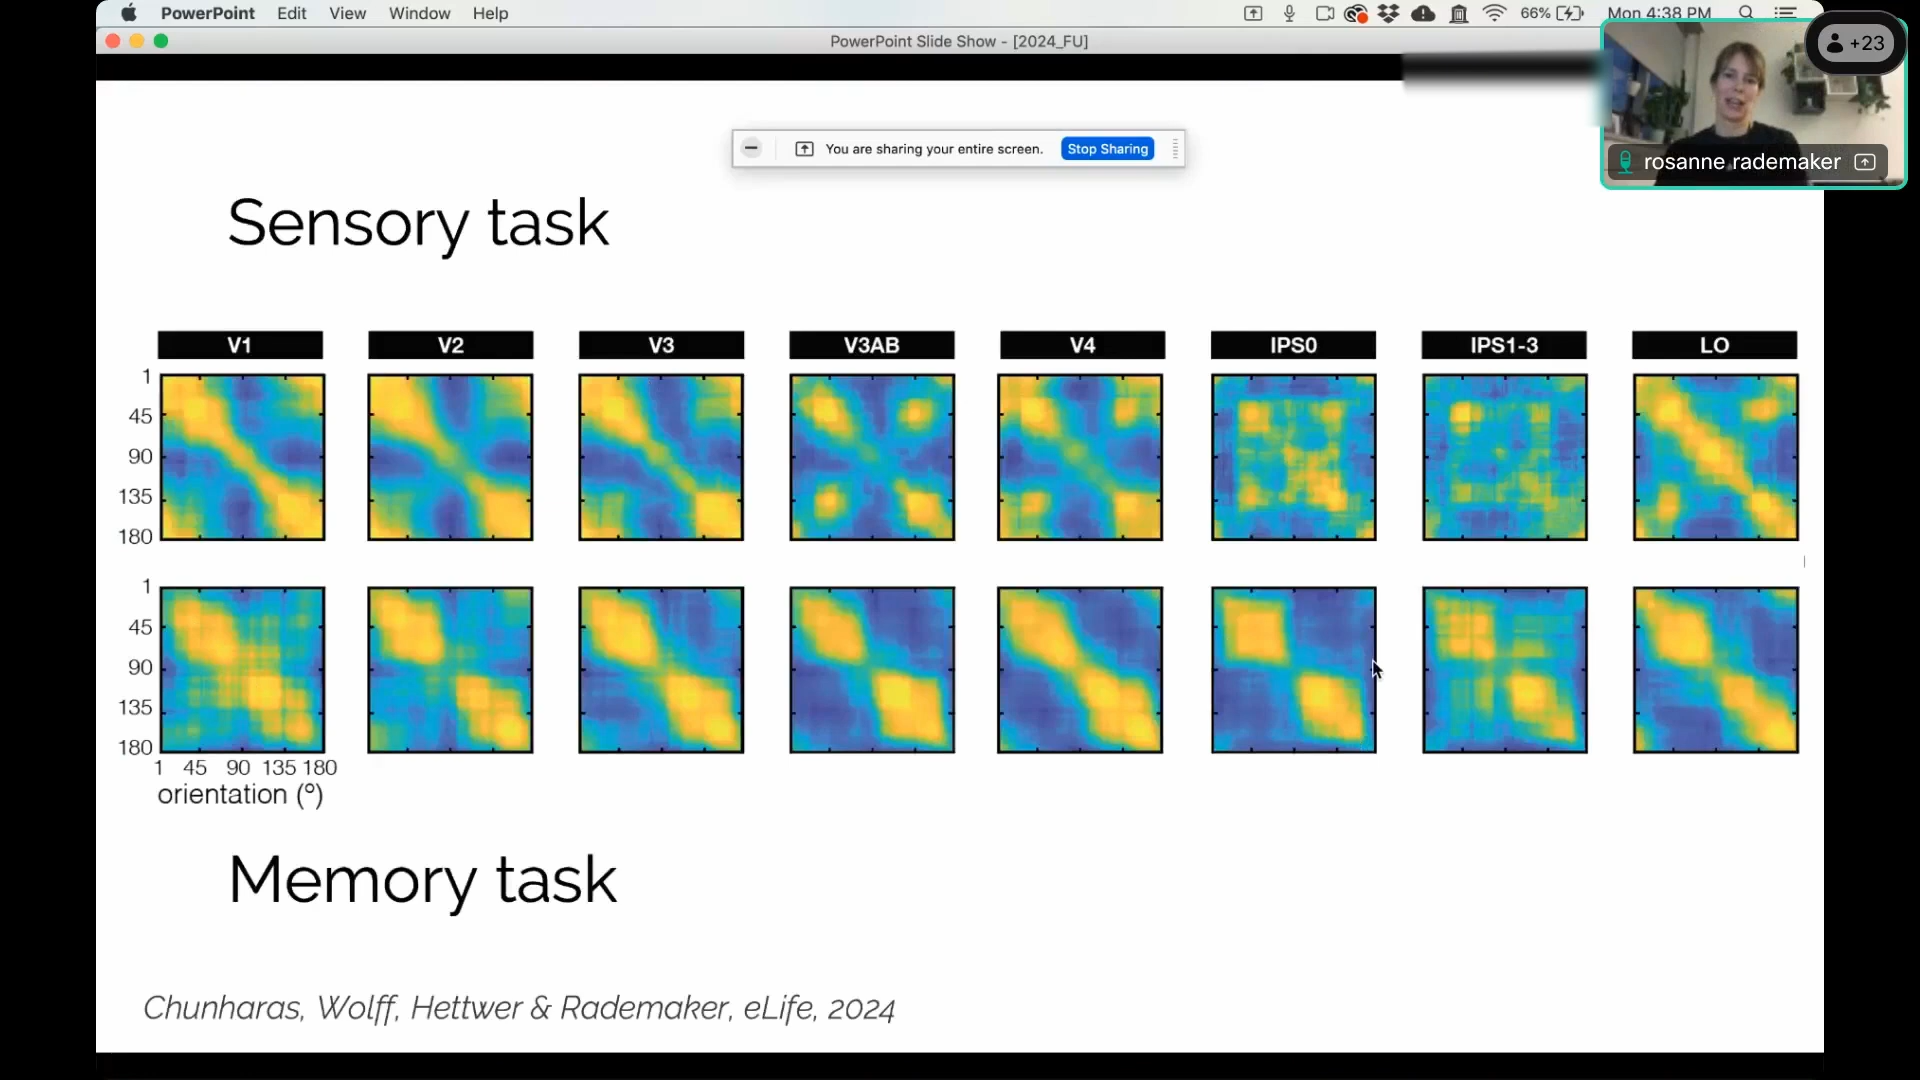 PowerPoint Edit View Window Help
66% Mon 4:38 PM
PowerPoint Slide Show - [2024_FU]
+23
You are sharing your entire screen. Stop Sharing
rosanne rademaker
Sensory task
V1 V2 V3 V3AB V4 IPS0 IPS1-3 LO
1
45
90
135
180
1
45
90
135
180
1 45 90 135 180
orientation (°)
Memory task
Chunharas, Wolff, Hettwer & Rademaker, eLife, 2024